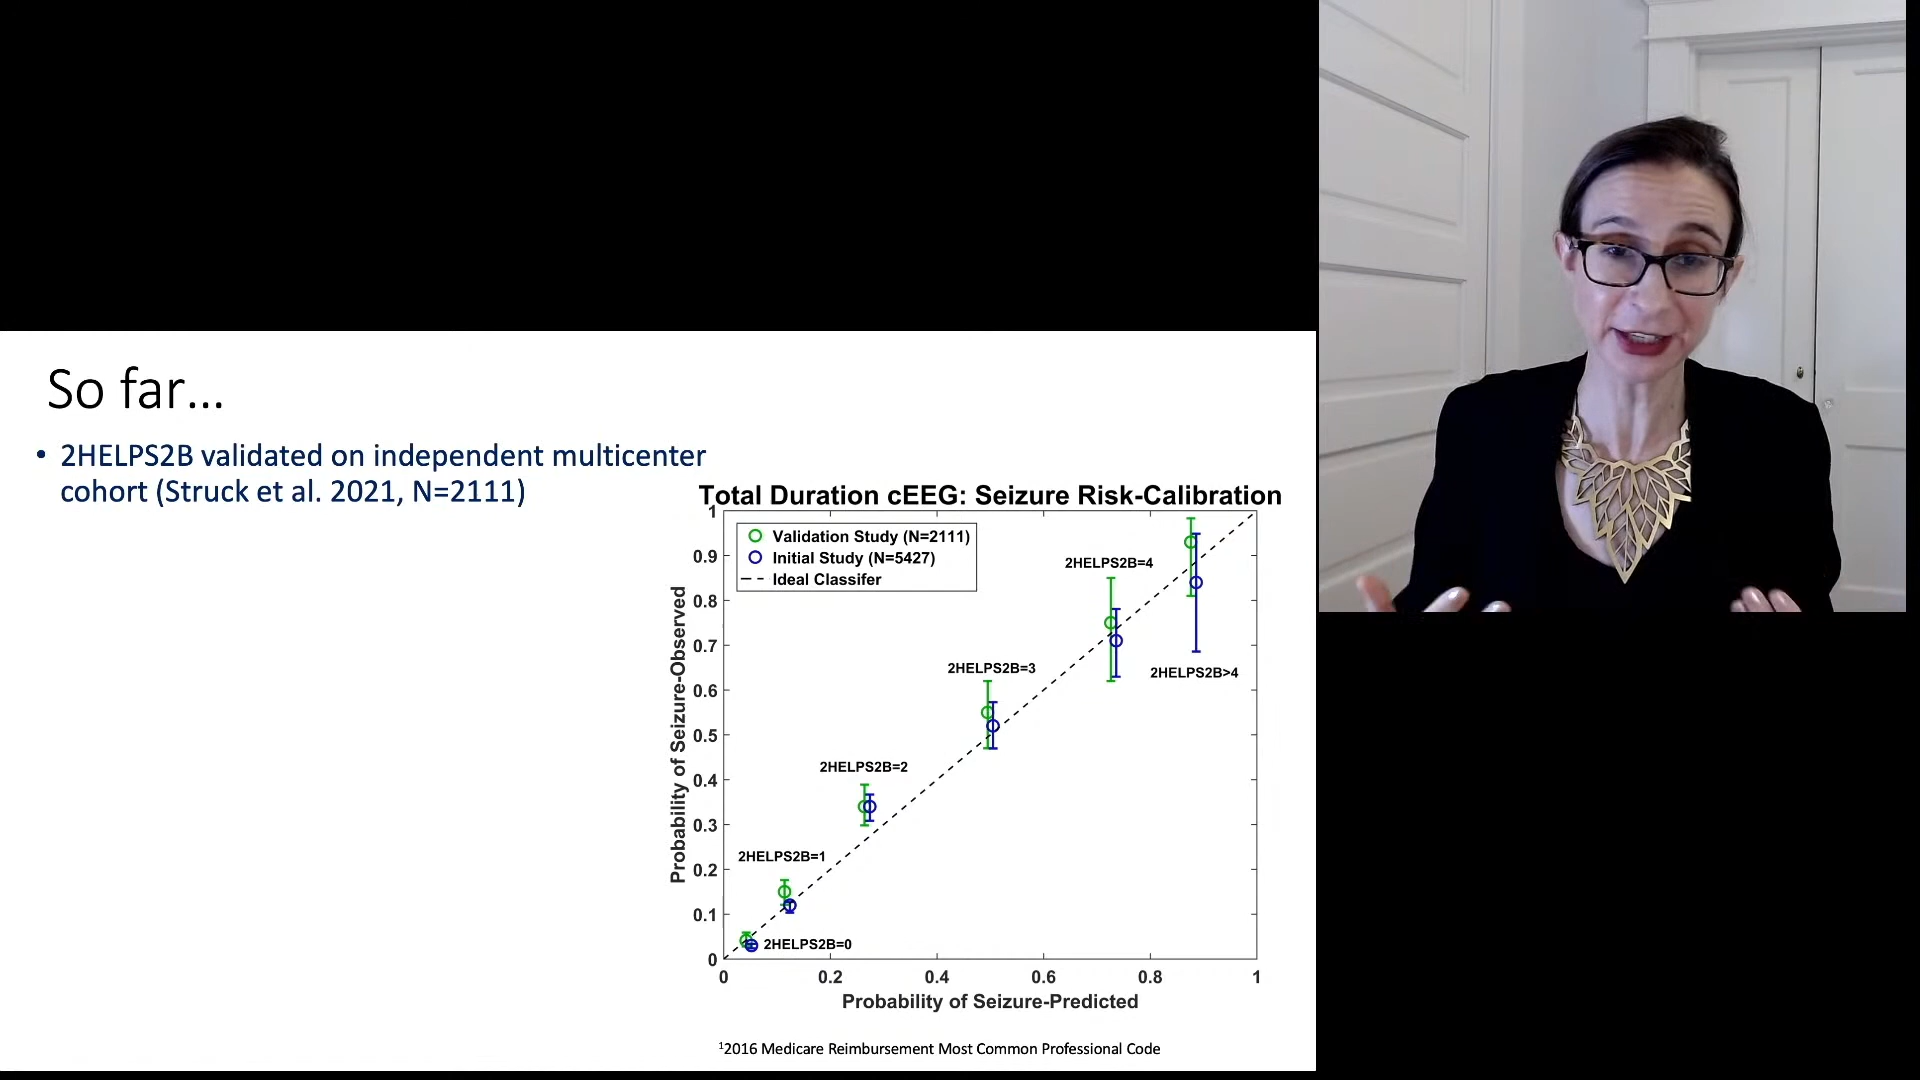 So far…
• 2HELPS2B validated on independent multicenter
cohort (Struck et al. 2021, N=2111)
Total Duration cEEG: Seizure Risk-Calibration
Validation Study (N=2111)
Initial Study (N=5427)
Ideal Classifer
Probability of Seizure-Observed
1
0.9
0.8
0.7
0.6
0.5
0.4
0.3
0.2
0.1
0
2HELPS2B=4
2HELPS2B>4
2HELPS2B=3
2HELPS2B=2
2HELPS2B=1
2HELPS2B=0
0 0.2 0.4 0.6 0.8 1
Probability of Seizure-Predicted
¹2016 Medicare Reimbursement Most Common Professional Code